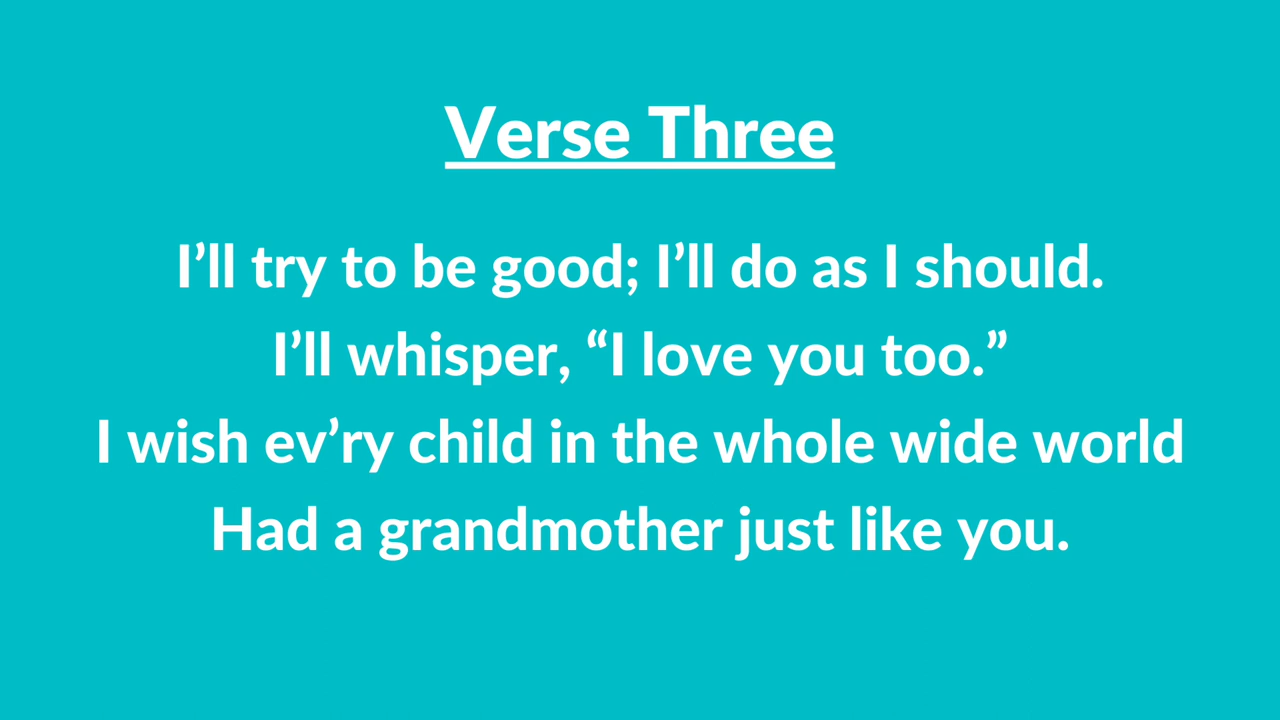 Verse Three
I’ll try to be good; I’ll do as I should.
I’ll whisper, “I love you too.”
I wish ev’ry child in the whole wide world
Had a grandmother just like you.